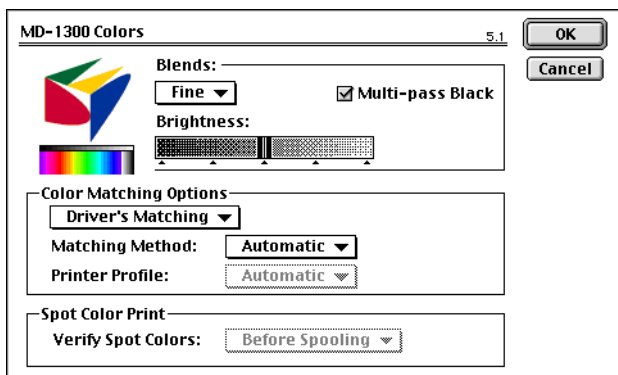 MD-1300 Colors 5.1
OK
Cancel
Blends:
Fine
Multi-pass Black
Brightness:
Color Matching Options
Driver's Matching
Matching Method: Automatic
Printer Profile: Automatic
Spot Color Print
Verify Spot Colors: Before Spooling